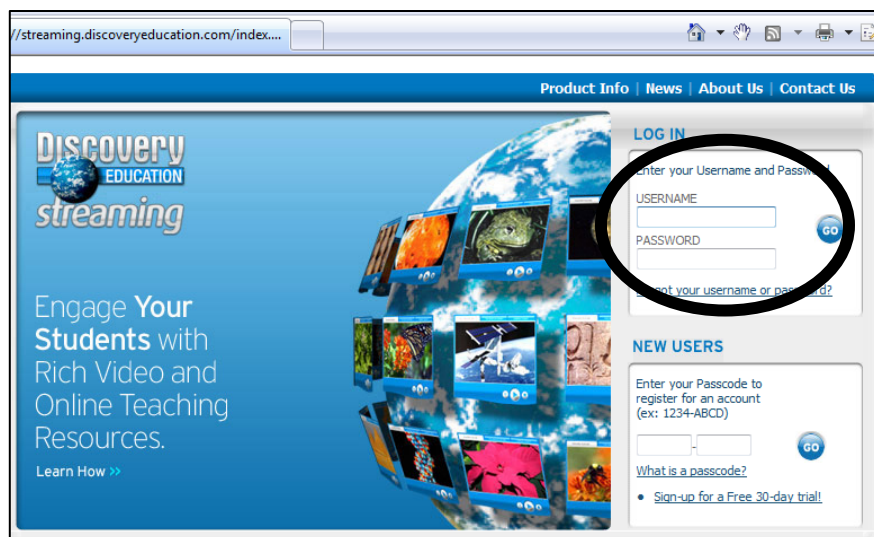 //streaming.discoveryeducation.com/index....
Product Info | News | About Us | Contact Us
DISCOVERY
EDUCATION
streaming
Engage Your
Students with
Rich Video and
Online Teaching
Resources.
Learn How >>
LOG IN
Enter your Username and Password
USERNAME
GO
PASSWORD
Forgot your username or password?
NEW USERS
Enter your Passcode to
register for an account
(ex: 1234-ABCD)
-
GO
What is a passcode?
• Sign-up for a Free 30-day trial!